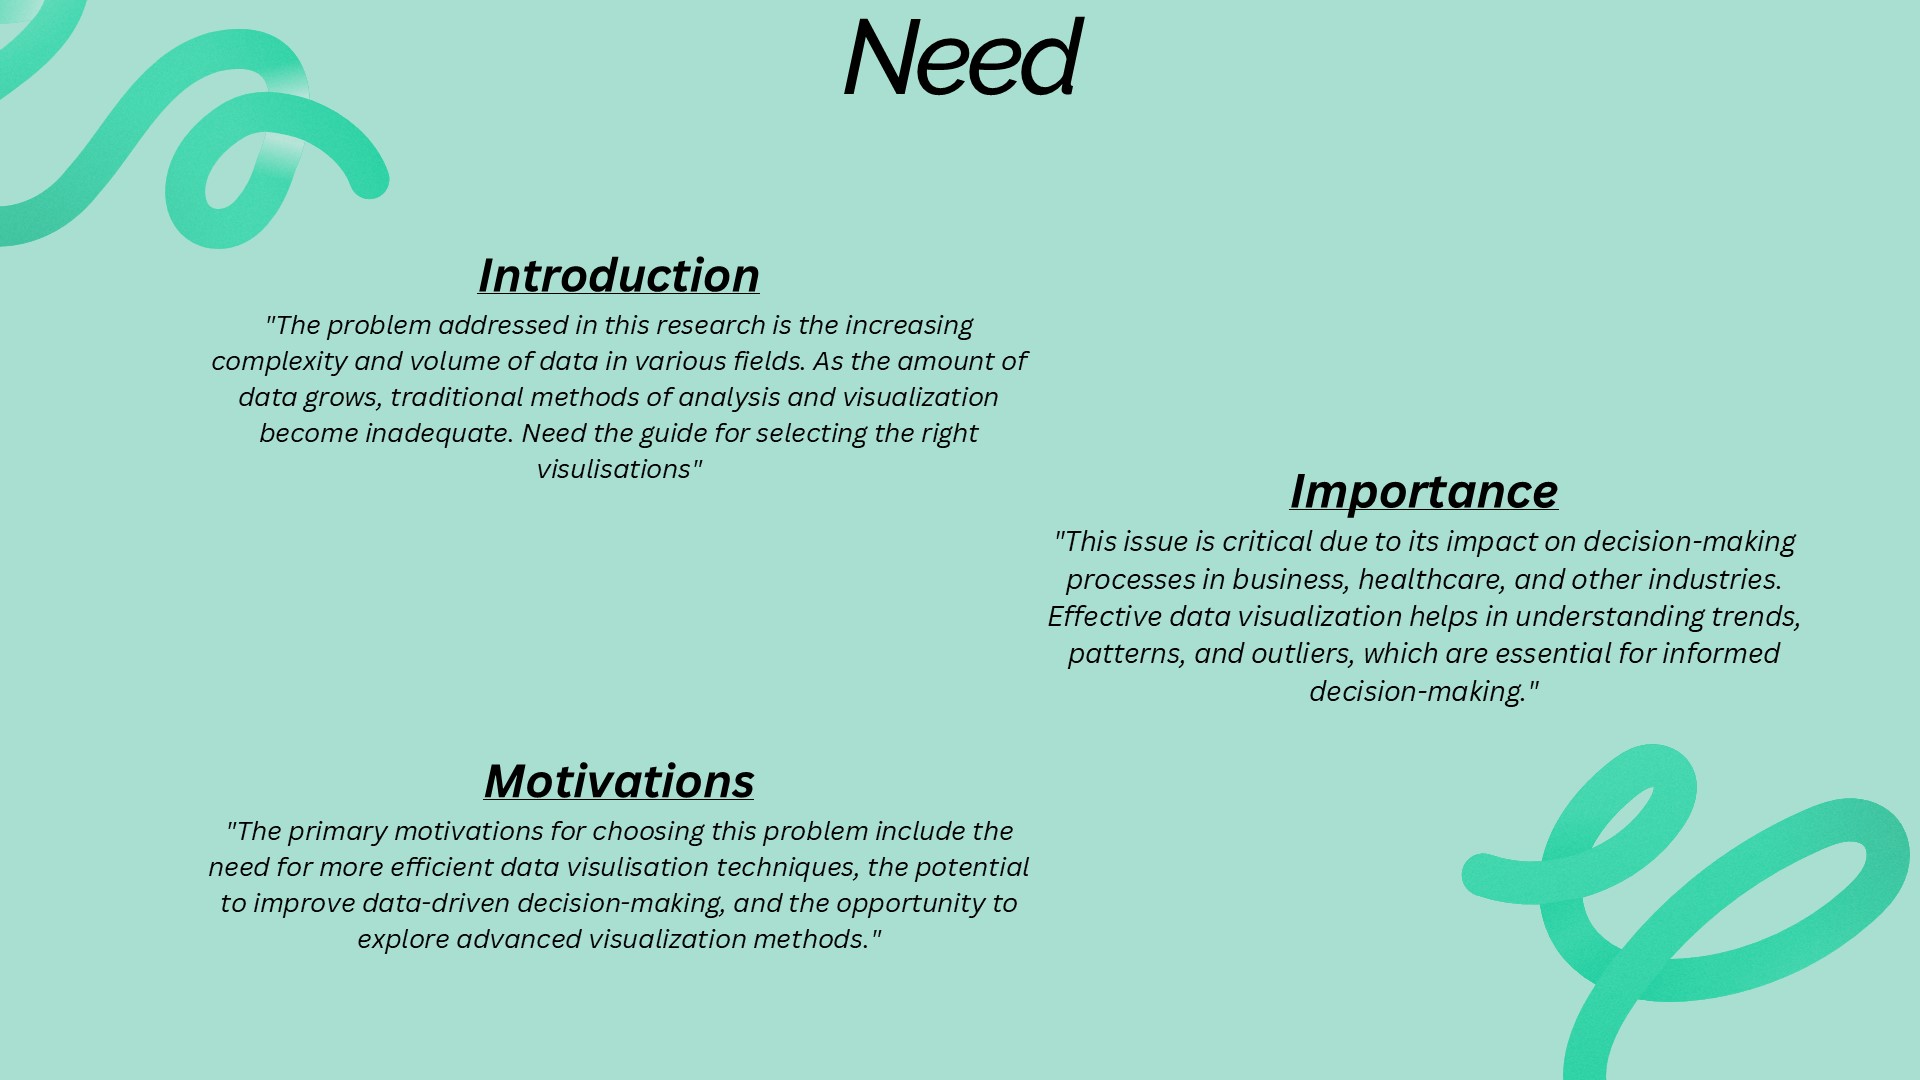 Need
Introduction
"The problem addressed in this research is the increasing
complexity and volume of data in various fields. As the amount of
data grows, traditional methods of analysis and visualization
become inadequate. Need the guide for selecting the right
visulisations"
Importance
"This issue is critical due to its impact on decision-making
processes in business, healthcare, and other industries.
Effective data visualization helps in understanding trends,
patterns, and outliers, which are essential for informed
decision-making."
Motivations
"The primary motivations for choosing this problem include the
need for more efficient data visulisation techniques, the potential
to improve data-driven decision-making, and the opportunity to
explore advanced visualization methods."